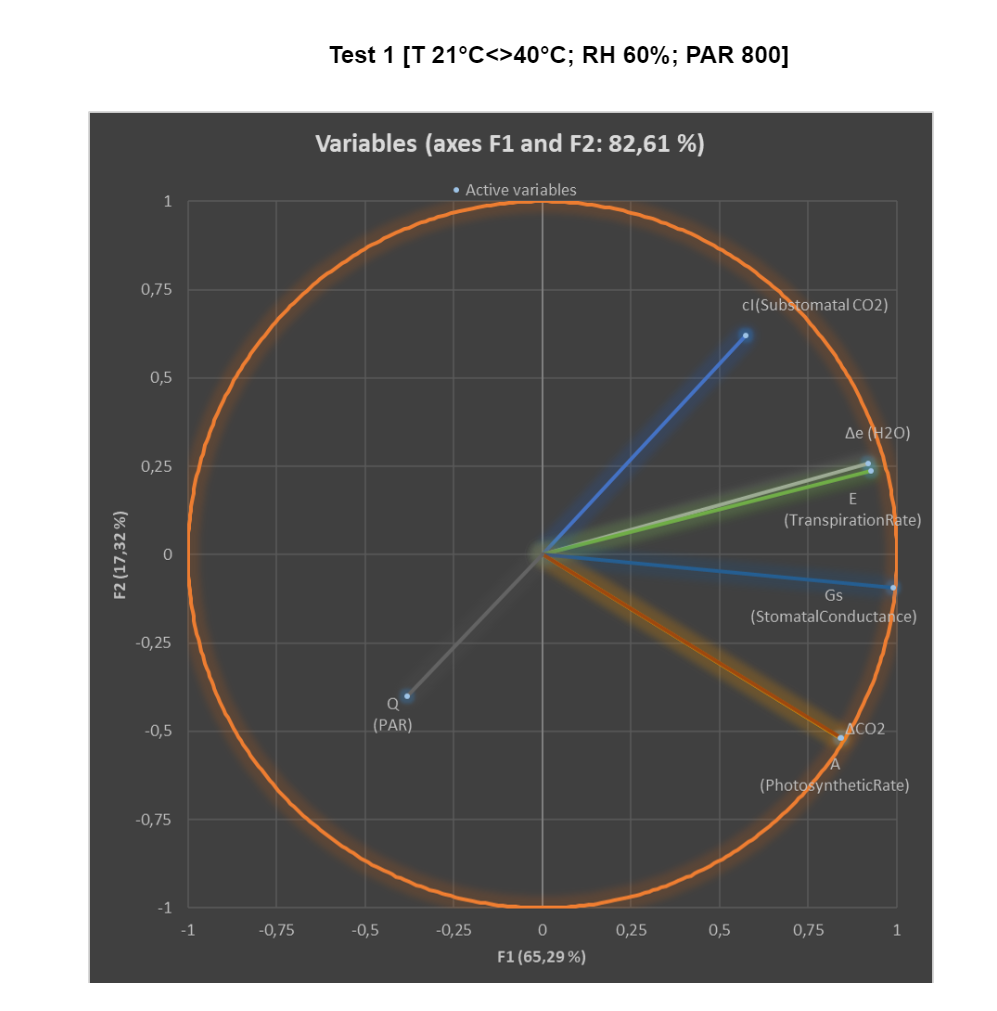 Test 1 [T 21°C<>40°C; RH 60%; PAR 800]
Variables (axes F1 and F2: 82,61 %)
Active variables
1
0,75
0,5
0,25
0
-0,25
-0,5
-0,75
-1
F2 (17,32 %)
cI(Substomatal CO2)
Δe (H2O)
E
(TranspirationRate)
Gs
(StomatalConductance)
Q
(PAR)
ΔCO2
A
(PhotosyntheticRate)
-1
-0,75
-0,5
-0,25
0
0,25
0,5
0,75
1
F1 (65,29 %)